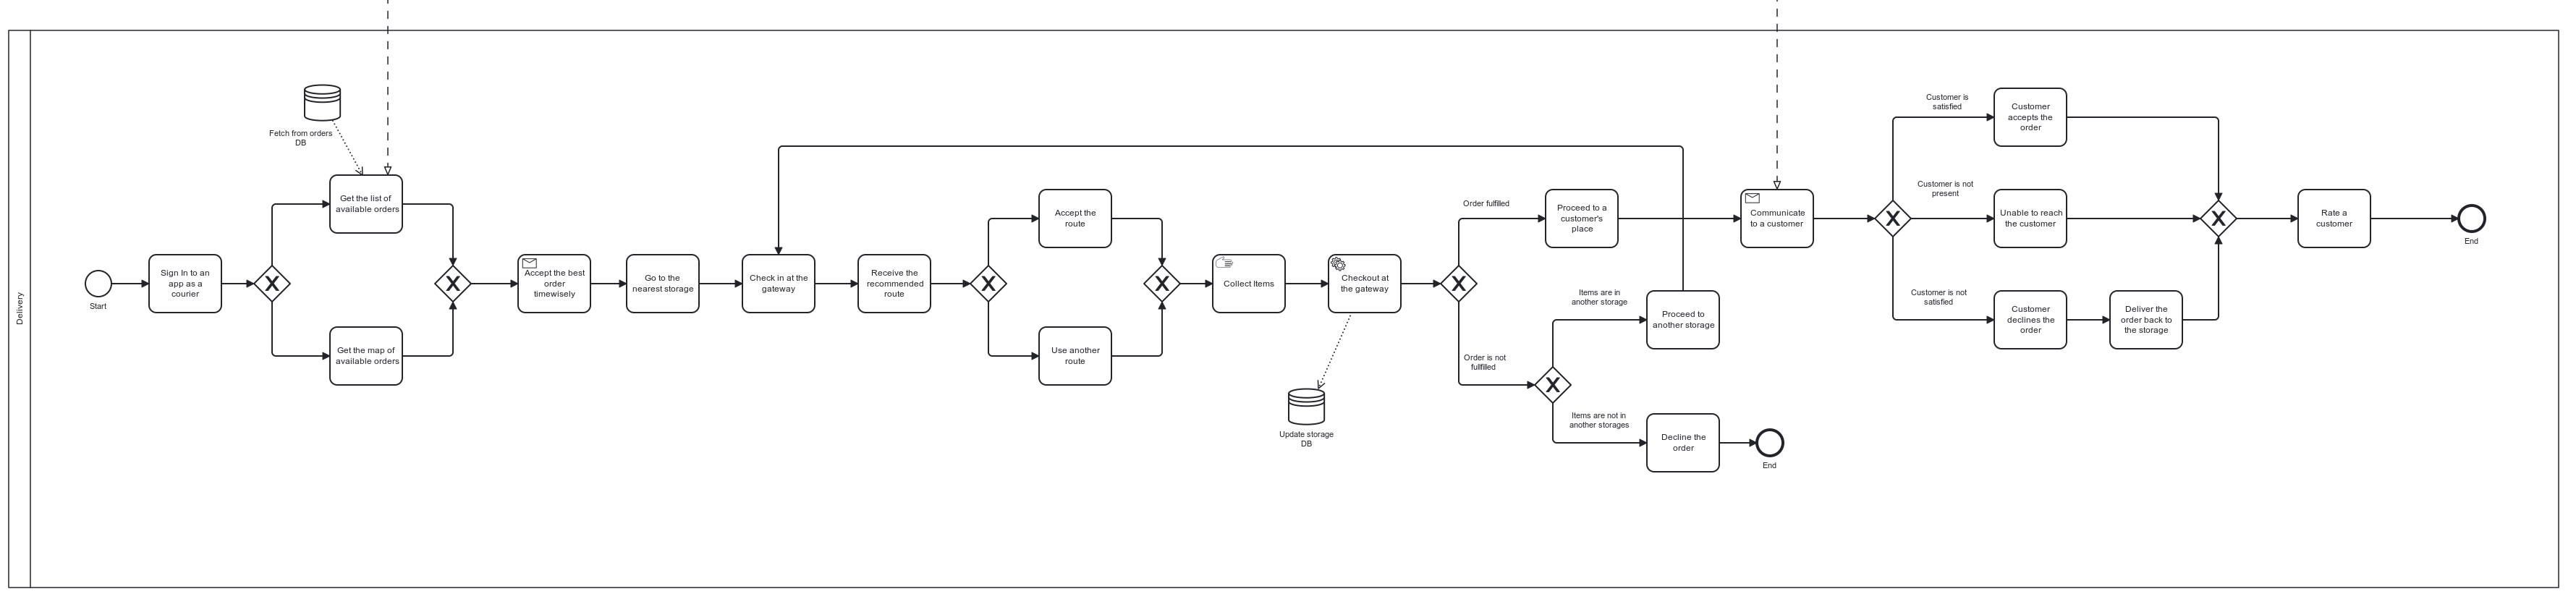 Delivery
Start
Sign In to an
app as a
courier
Fetch from orders
DB
Get the list of
available orders
Get the map of
available orders
Accept the best
order
timewisely
Go to the
nearest storage
Check in at the
gateway
Receive the
recommended
route
Accept the
route
Use another
route
Collect Items
Checkout at
the gateway
Update storage
DB
Order fulfilled
Order is not
fullfilled
Proceed to a
customer's
place
Items are in
another storage
Proceed to
another storage
Items are not in
another storages
Decline the
order
End
Communicate
to a customer
Customer is
satisfied
Customer
accepts the
order
Customer is not
present
Unable to reach
the customer
Customer is not
satisfied
Customer
declines the
order
Deliver the
order back to
the storage
Rate a
customer
End